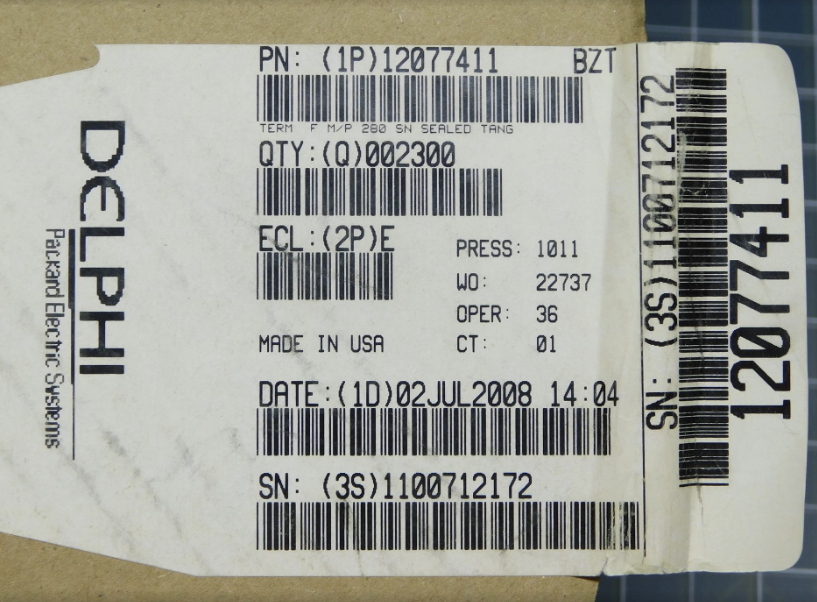 DELPHI
Packard Electric Systems
PN: (1P)12077411 BZT
TERM F M/P 280 SN SEALED TANG
QTY:(Q)002300
ECL:(2P)E
PRESS: 1011
WO: 22737
OPER: 36
MADE IN USA
CT: 01
DATE:(1D)02JUL2008 14:04
SN: (3S)1100712172
SN: (3S)1100712172
12077411